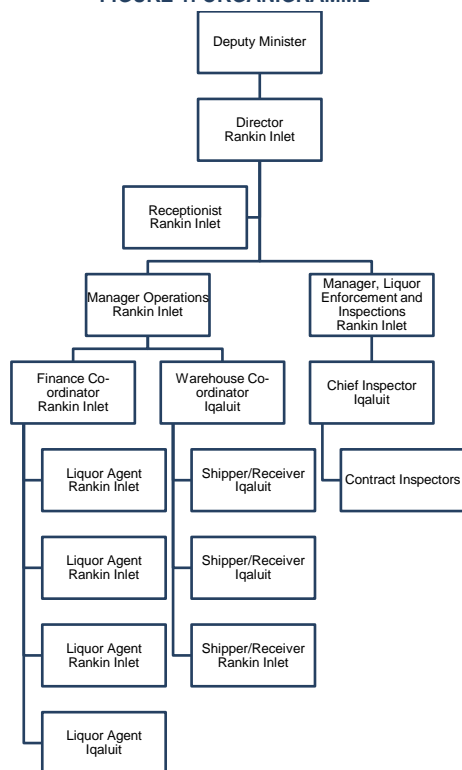 FIGURE ORGANIGRAMME
Deputy Minister
Director
Rankin Inlet
Receptionist
Rankin Inlet
Manager Operations
Rankin Inlet
Manager, Liquor
Enforcement and
Inspections
Rankin Inlet
Finance Co-
ordinator
Rankin Inlet
Warehouse Co-
ordinator
Iqaluit
Chief Inspector
Iqaluit
Liquor Agent
Rankin Inlet
Shipper/Receiver
Iqaluit
Contract Inspectors
Liquor Agent
Rankin Inlet
Shipper/Receiver
Iqaluit
Liquor Agent
Rankin Inlet
Shipper/Receiver
Rankin Inlet
Liquor Agent
Iqaluit